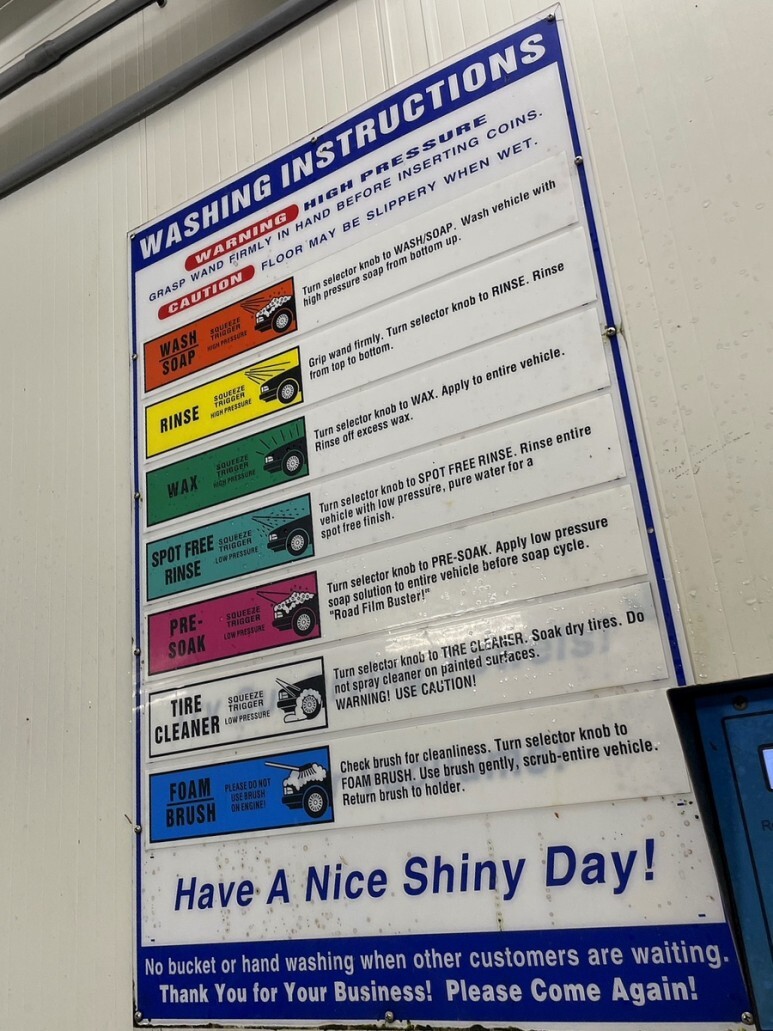 WASHING INSTRUCTIONS
WARNING HIGH PRESSURE
GRASP WAND FIRMLY IN HAND BEFORE INSERTING COINS.
CAUTION FLOOR MAY BE SLIPPERY WHEN WET.
WASH
SOAP
SQUEEZE
TRIGGER
HIGH PRESSURE
Turn selector knob to WASH/SOAP. Wash vehicle with
high pressure soap from bottom up.
RINSE
SQUEEZE
TRIGGER
HIGH PRESSURE
Grip wand firmly. Turn selector knob to RINSE. Rinse
from top to bottom.
WAX
SQUEEZE
TRIGGER
HIGH PRESSURE
Turn selector knob to WAX. Apply to entire vehicle.
Rinse off excess wax.
SPOT FREE
RINSE
SQUEEZE
TRIGGER
LOW PRESSURE
Turn selector knob to SPOT FREE RINSE. Rinse entire
vehicle with low pressure, pure water for a
spot free finish.
PRE-
SOAK
SQUEEZE
TRIGGER
LOW PRESSURE
Turn selector knob to PRE-SOAK. Apply low pressure
soap solution to entire vehicle before soap cycle.
"Road Film Buster!"
TIRE
CLEANER
SQUEEZE
TRIGGER
LOW PRESSURE
Turn selector knob to TIRE CLEANER. Soak dry tires. Do
not spray cleaner on painted surfaces.
WARNING! USE CAUTION!
FOAM
BRUSH
PLEASE DO NOT
USE BRUSH
ON ENGINE!
Check brush for cleanliness. Turn selector knob to
FOAM BRUSH. Use brush gently, scrub-entire vehicle.
Return brush to holder.
Have A Nice Shiny Day!
No bucket or hand washing when other customers are waiting.
Thank You for Your Business! Please Come Again!